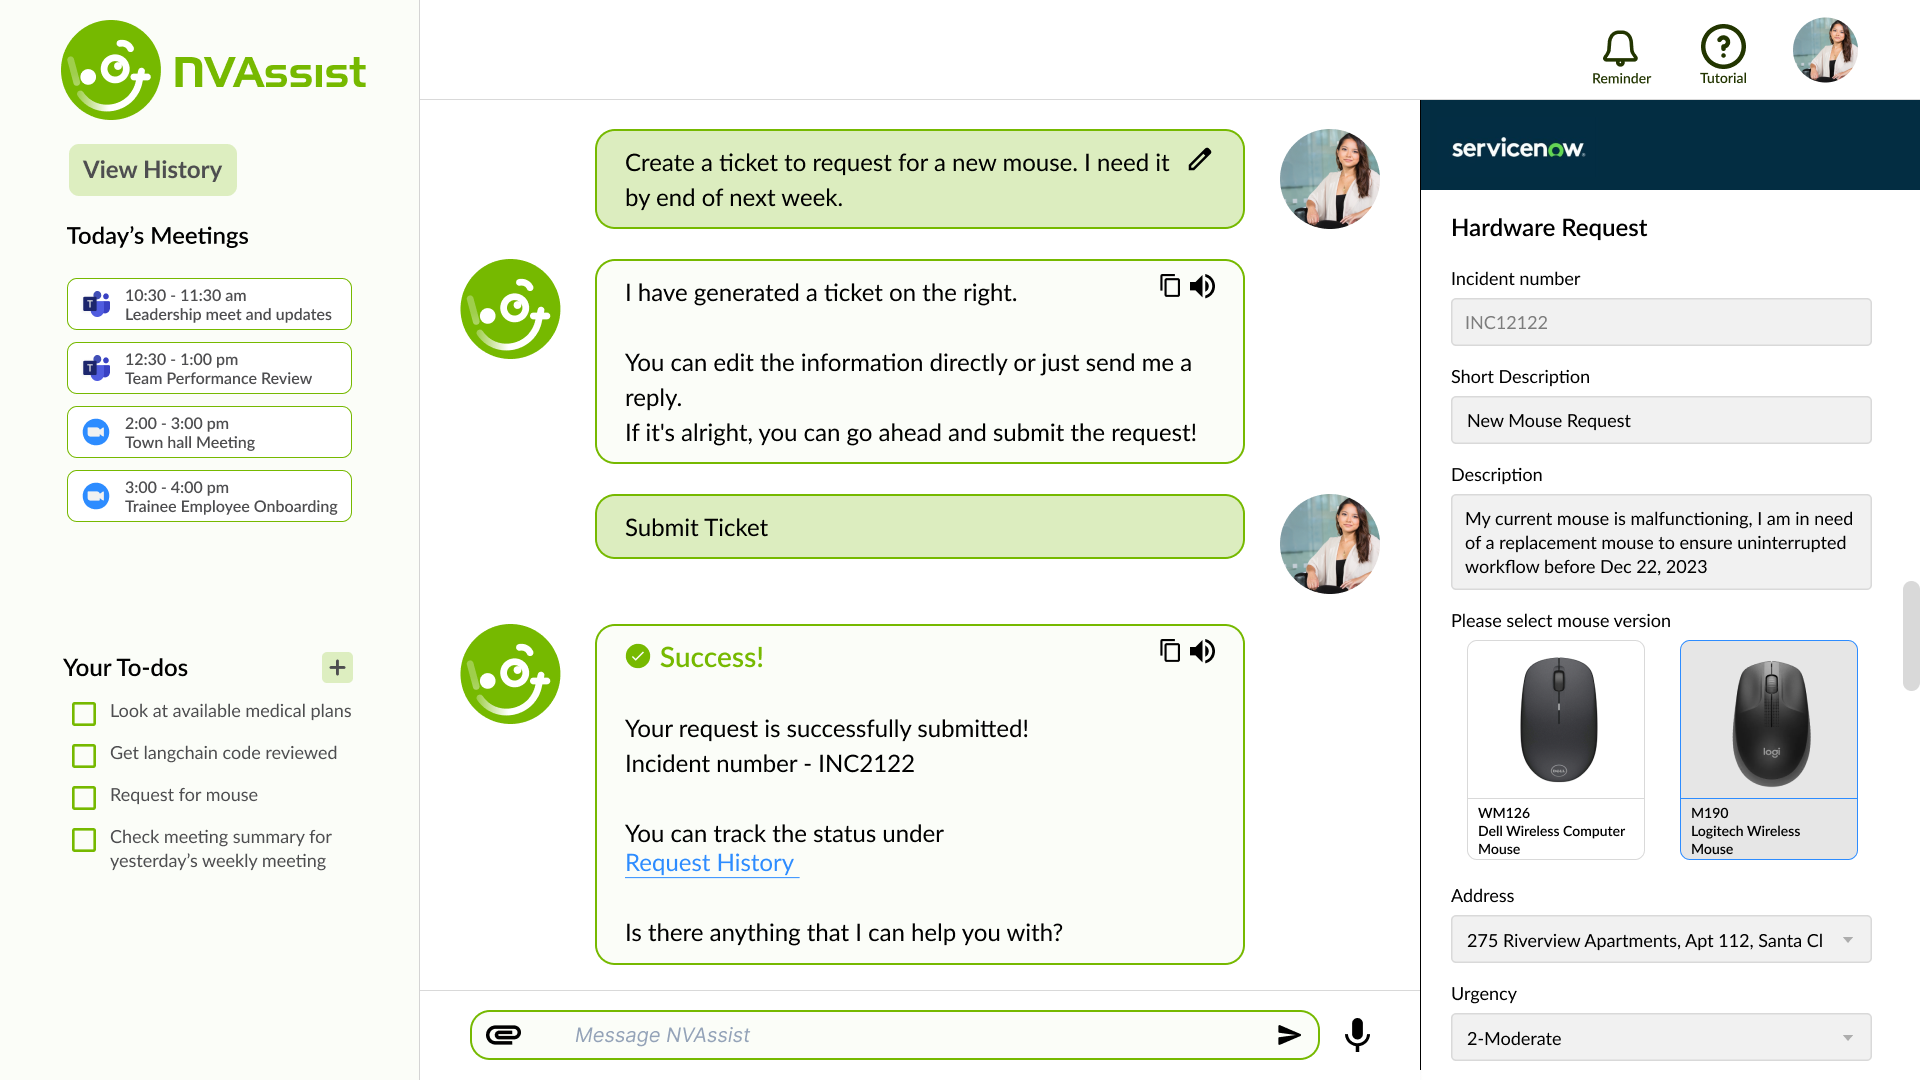 NVAssist
View History
Today's Meetings
10:30 - 11:30 am
Leadership meet and updates
12:30 - 1:00 pm
Team Performance Review
2:00 - 3:00 pm
Town hall Meeting
3:00 - 4:00 pm
Trainee Employee Onboarding
Your To-dos
+
Look at available medical plans
Get langchain code reviewed
Request for mouse
Check meeting summary for
yesterday's weekly meeting
Reminder
Tutorial
Create a ticket to request for a new mouse. I need it
by end of next week.
I have generated a ticket on the right.
You can edit the information directly or just send me a
reply.
If it's alright, you can go ahead and submit the request!
Submit Ticket
Success!
Your request is successfully submitted!
Incident number - INC2122
You can track the status under
Request History
Is there anything that I can help you with?
Message NVAssist
servicenow
Hardware Request
Incident number
INC12122
Short Description
New Mouse Request
Description
My current mouse is malfunctioning, I am in need
of a replacement mouse to ensure uninterrupted
workflow before Dec 22, 2023
Please select mouse version
DELL
WM126
Dell Wireless Computer
Mouse
logi
M190
Logitech Wireless
Mouse
Address
275 Riverview Apartments, Apt 112, Santa Cl
Urgency
2-Moderate